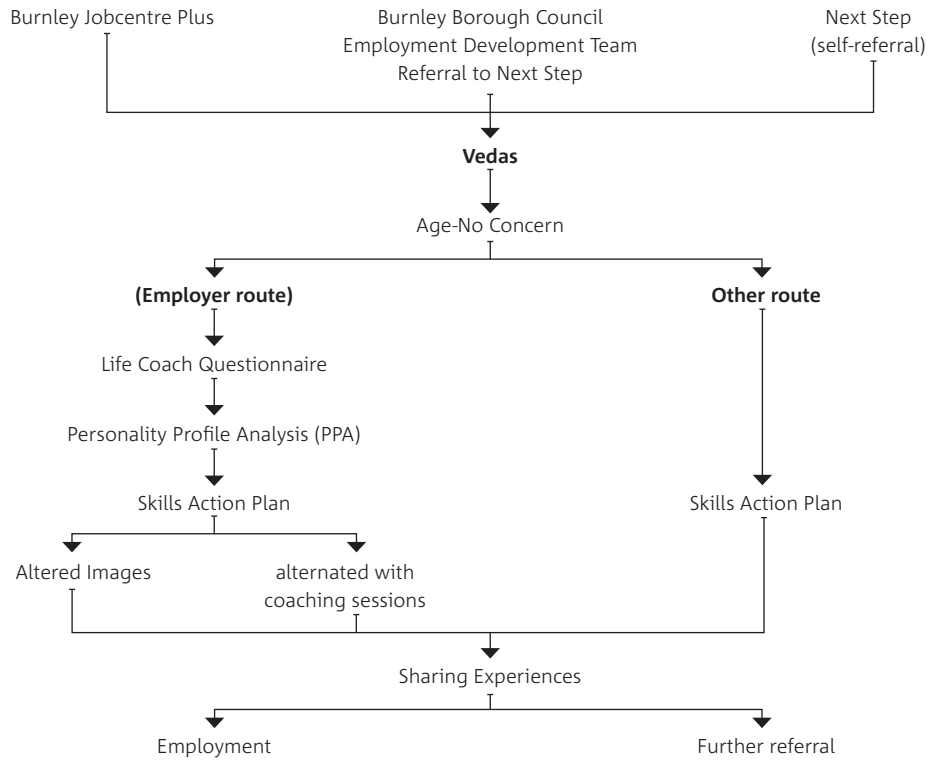 Burnley Jobcentre Plus
Burnley Borough Council
Employment Development Team
Referral to Next Step
Next Step
(self-referral)
Vedas
Age-No Concern
(Employer route)
Other route
Life Coach Questionnaire
Personality Profile Analysis (PPA)
Skills Action Plan
Skills Action Plan
Altered Images
alternated with
coaching sessions
Sharing Experiences
Employment
Further referral